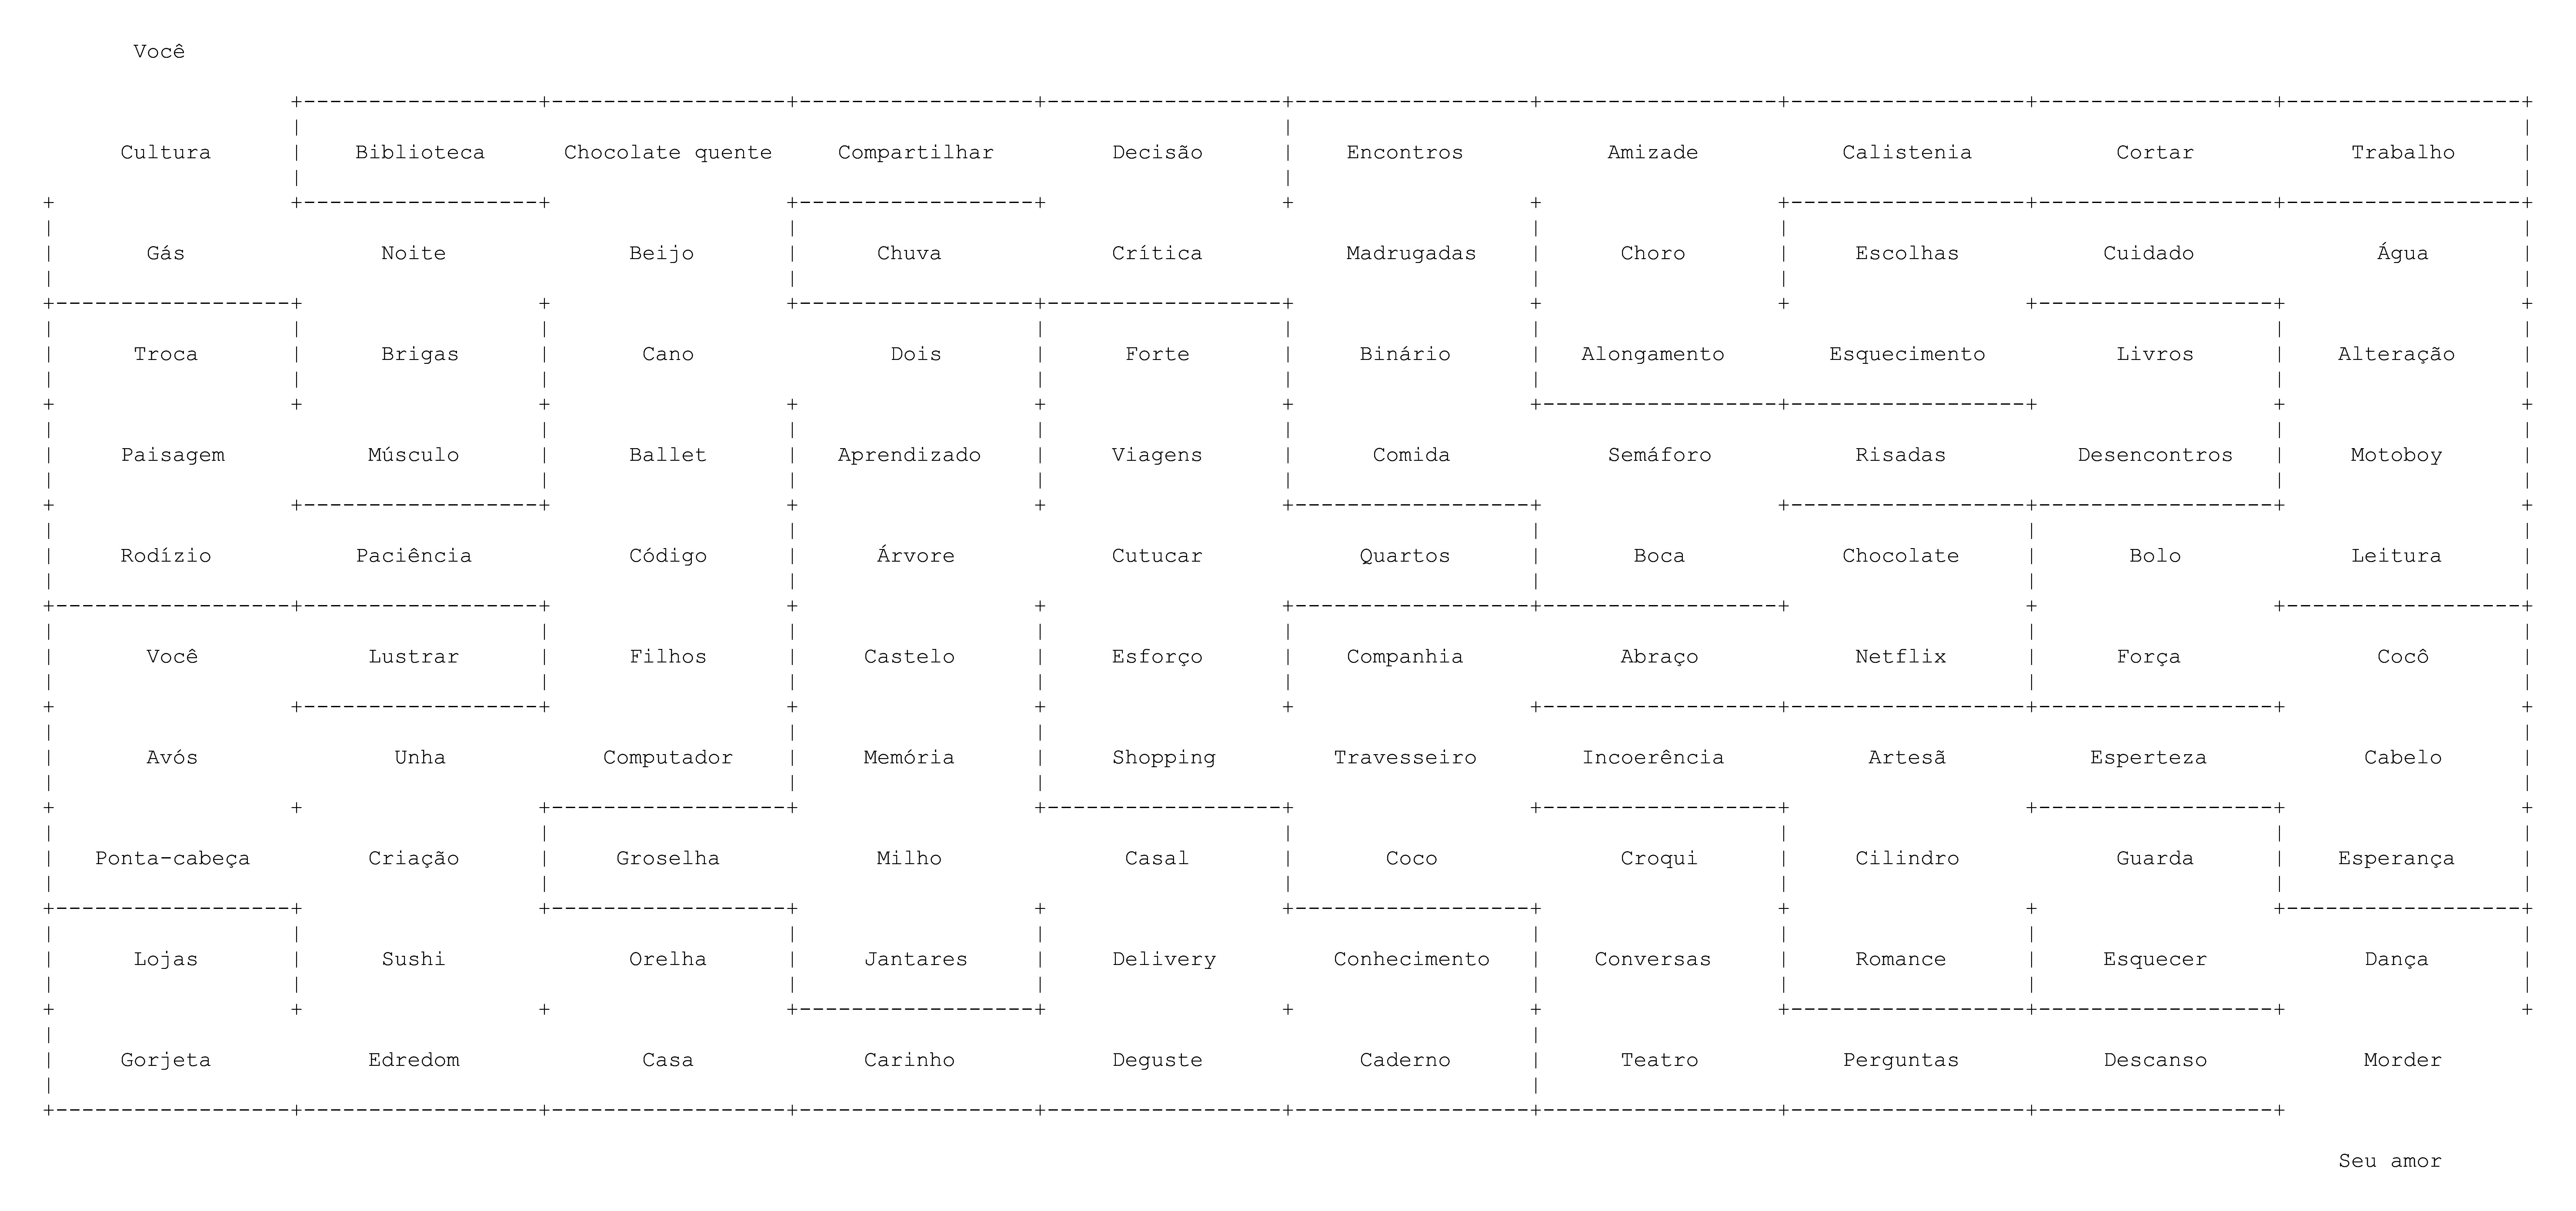 Você
Cultura Biblioteca Chocolate quente Compartilhar Decisão Encontros Amizade Calistenia Cortar Trabalho
Gás Noite Beijo Chuva Crítica Madrugadas Choro Escolhas Cuidado Água
Troca Brigas Cano Dois Forte Binário Alongamento Esquecimento Livros Alteração
Paisagem Músculo Ballet Aprendizado Viagens Comida Semáforo Risadas Desencontros Motoboy
Rodízio Paciência Código Árvore Cutucar Quartos Boca Chocolate Bolo Leitura
Você Lustrar Filhos Castelo Esforço Companhia Abraço Netflix Força Cocô
Avós Unha Computador Memória Shopping Travesseiro Incoerência Artesã Esperteza Cabelo
Ponta-cabeça Criação Groselha Milho Casal Coco Croqui Cilindro Guarda Esperança
Lojas Sushi Orelha Jantares Delivery Conhecimento Conversas Romance Esquecer Dança
Gorjeta Edredom Casa Carinho Deguste Caderno Teatro Perguntas Descanso Morder
Seu amor